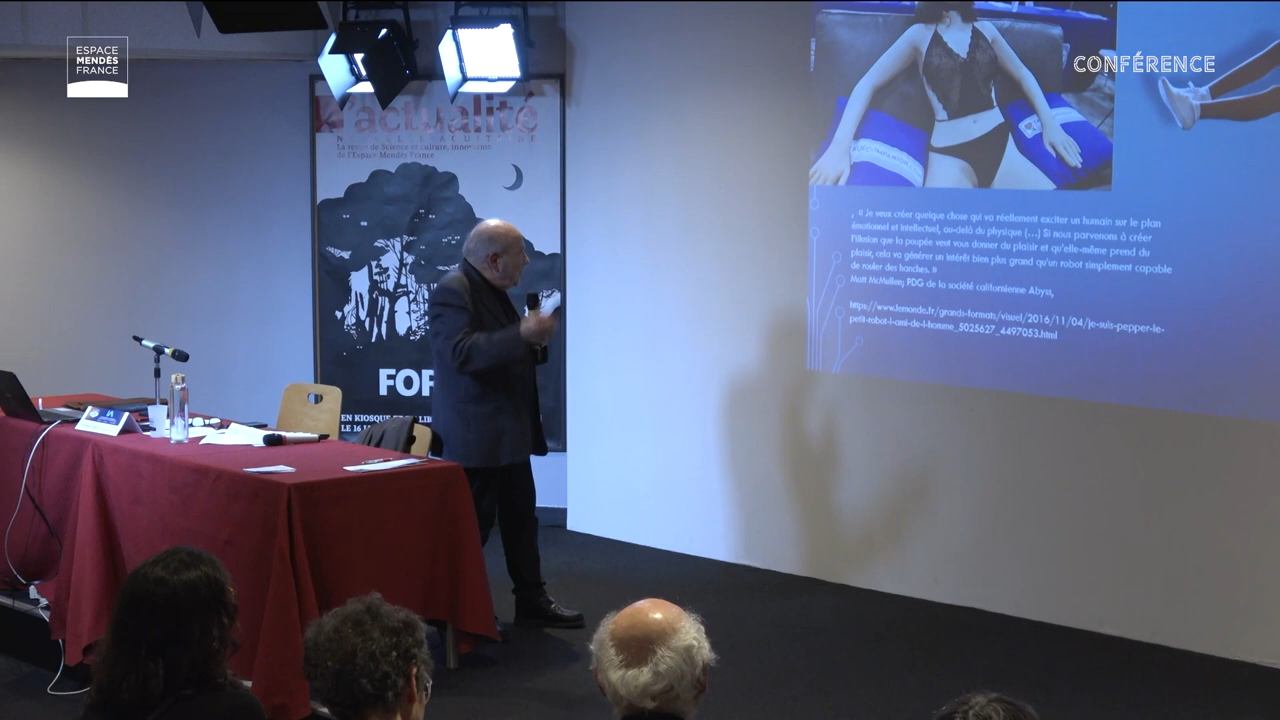 ESPACE
MENDÈS
FRANCE
CONFÉRENCE
l'actualité
NOUVELLE-AQUITAINE
La revue de Science et culture, innovation
de l'Espace Mendès France
FOR
EN KIOSQUE ET
LE 16
, « Je veux créer quelque chose qui va réellement exciter un humain sur le plan
émotionnel et intellectuel, au-delà du physique (...) Si nous parvenons à créer
l'illusion que la poupée veut vous donner du plaisir et qu'elle-même prend du
plaisir, cela va générer un intérêt bien plus grand qu'un robot simplement capable
de rouler des hanches. »
Matt McMullen; PDG de la société californienne Abyss,
https://www.lemonde.fr/grands-formats/visuel/2016/11/04/je-suis-pepper-le-
petit-robot-l-ami-de-l-homme_5025627_4497053.html